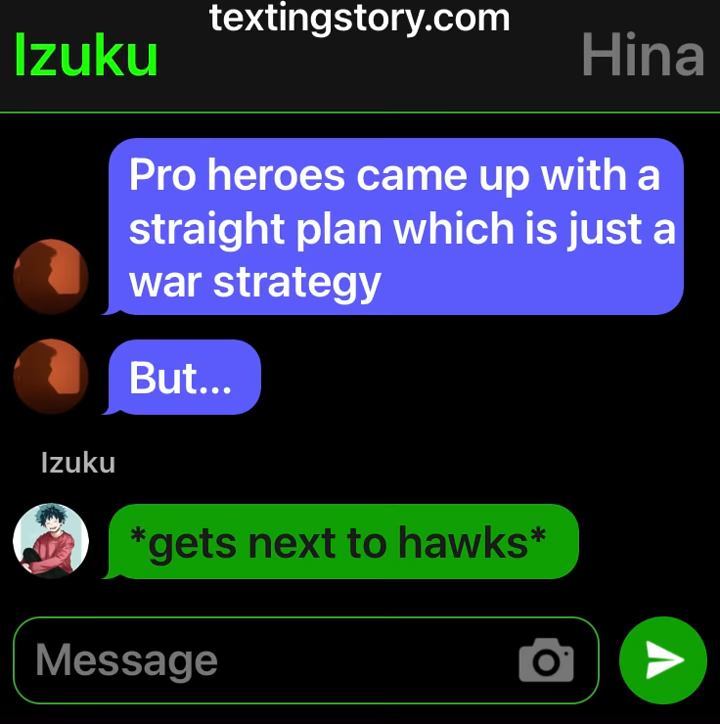 textingstory.com
Izuku
Hina
Pro heroes came up with a
straight plan which is just a
war strategy
But...
Izuku
*gets next to hawks*
Message